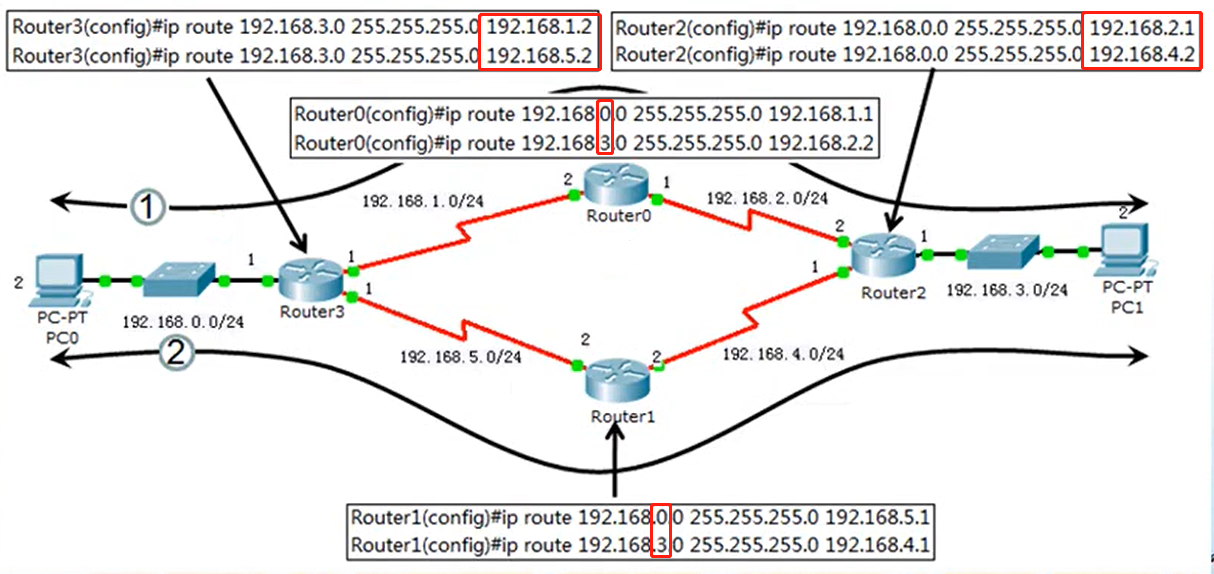 Router3(config)#ip route 192.168.3.0 255.255.255.0 192.168.1.2
Router3(config)#ip route 192.168.3.0 255.255.255.0 192.168.5.2
Router2(config)#ip route 192.168.0.0 255.255.255.0 192.168.2.1
Router2(config)#ip route 192.168.0.0 255.255.255.0 192.168.4.2
Router0(config)#ip route 192.168.0.0 255.255.255.0 192.168.1.1
Router0(config)#ip route 192.168.3.0 255.255.255.0 192.168.2.2
1
192.168.1.0/24
2
1
Router0
192.168.2.0/24
2
2
PC-PT
PC0
192.168.0.0/24
1
Router3
1
1
2
1
1
Router2
192.168.3.0/24
2
PC-PT
PC1
192.168.5.0/24
2
2
192.168.4.0/24
Router1
Router1(config)#ip route 192.168.0.0 255.255.255.0 192.168.5.1
Router1(config)#ip route 192.168.3.0 255.255.255.0 192.168.4.1